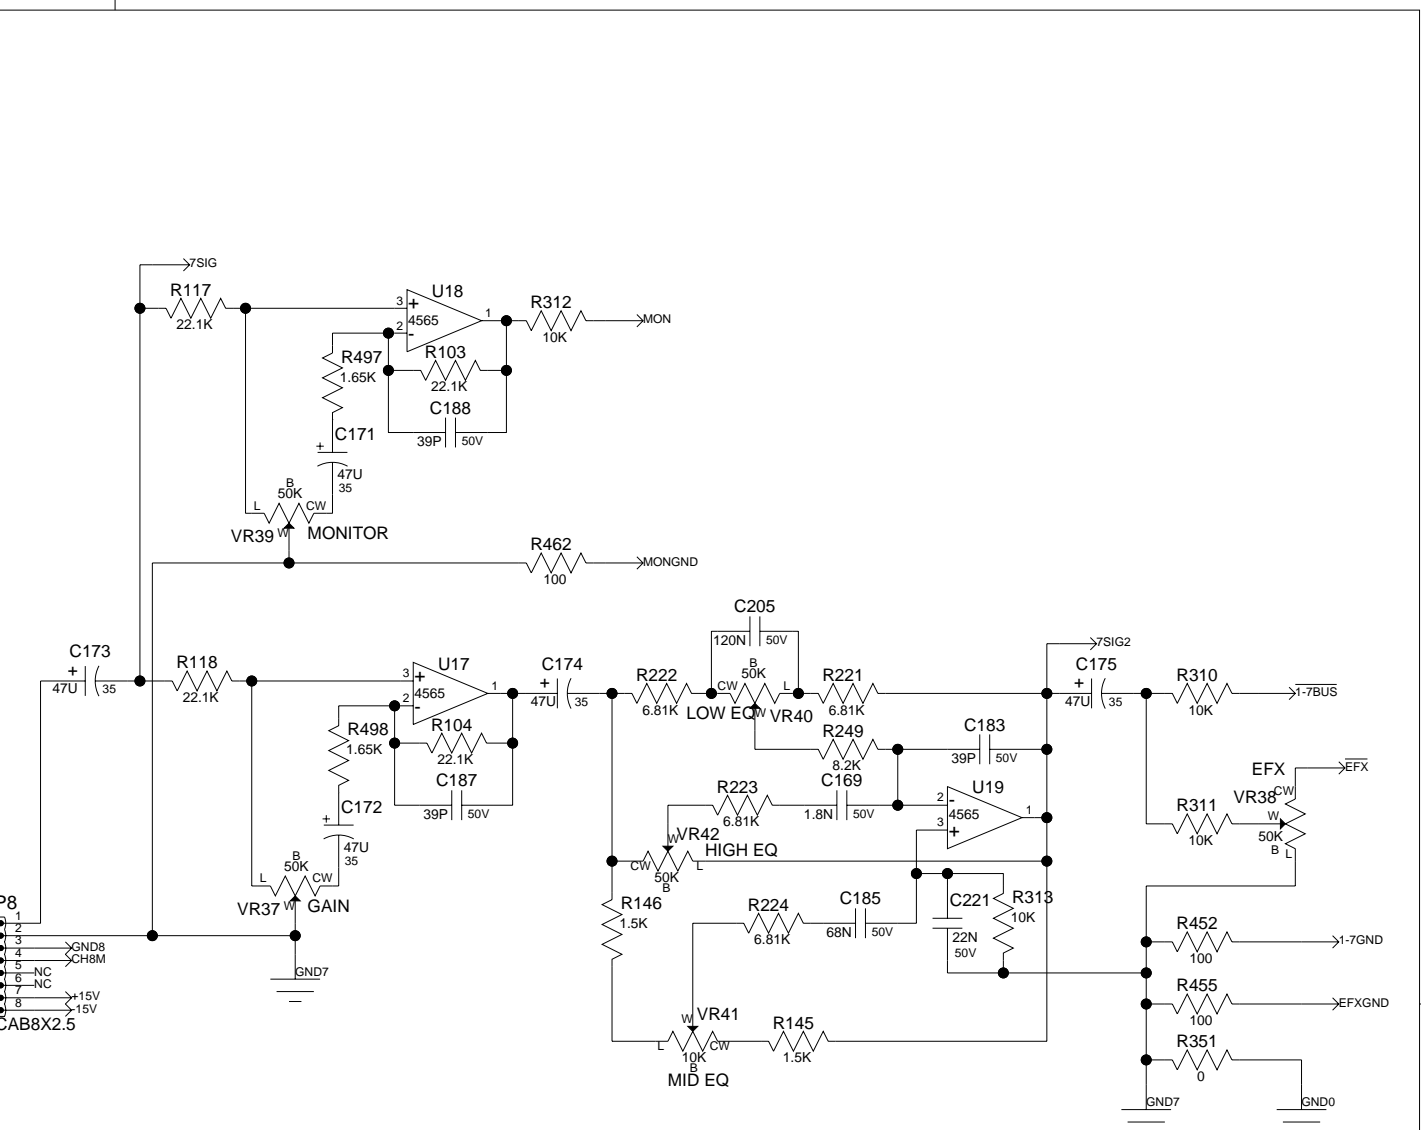 7SIG
R117
22.1K
U18
3
+
4565
2
-
1
R312
10K
MON
R497
1.65K
R103
22.1K
C188
39P
50V
+
C171
47U
35
B
50K
L
CW
W
VR39
MONITOR
R462
100
MONGND
C173
+
47U
35
R118
22.1K
U17
3
+
4565
2
-
1
C174
+
47U
35
R498
1.65K
R104
22.1K
C187
39P
50V
+
C172
47U
35
B
50K
L
CW
W
VR37
GAIN
GND7
P8
1
2
3
GND8
4
CH8M
5
NC
6
NC
7
+15V
8
-15V
CAB8X2.5
C205
120N
50V
R222
6.81K
B
50K
CW
L
W
LOW EQ
VR40
R221
6.81K
R249
8.2K
C183
39P
50V
R223
6.81K
C169
1.8N
50V
U19
2
-
4565
3
+
1
W
VR42
HIGH EQ
CW
50K
L
B
R146
1.5K
R224
6.81K
C185
68N
50V
C221
22N
50V
R313
10K
W
VR41
L
10K
CW
B
MID EQ
R145
1.5K
7SIG2
C175
+
47U
35
R310
10K
1-7BUS
EFX
EFX
VR38
CW
W
50K
B
L
R311
10K
R452
100
1-7GND
R455
100
EFXGND
R351
0
GND7
GND0